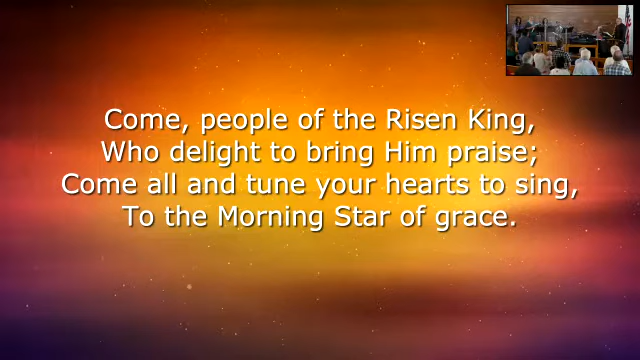 Come, people of the Risen King,
Who delight to bring Him praise;
Come all and tune your hearts to sing,
To the Morning Star of grace.